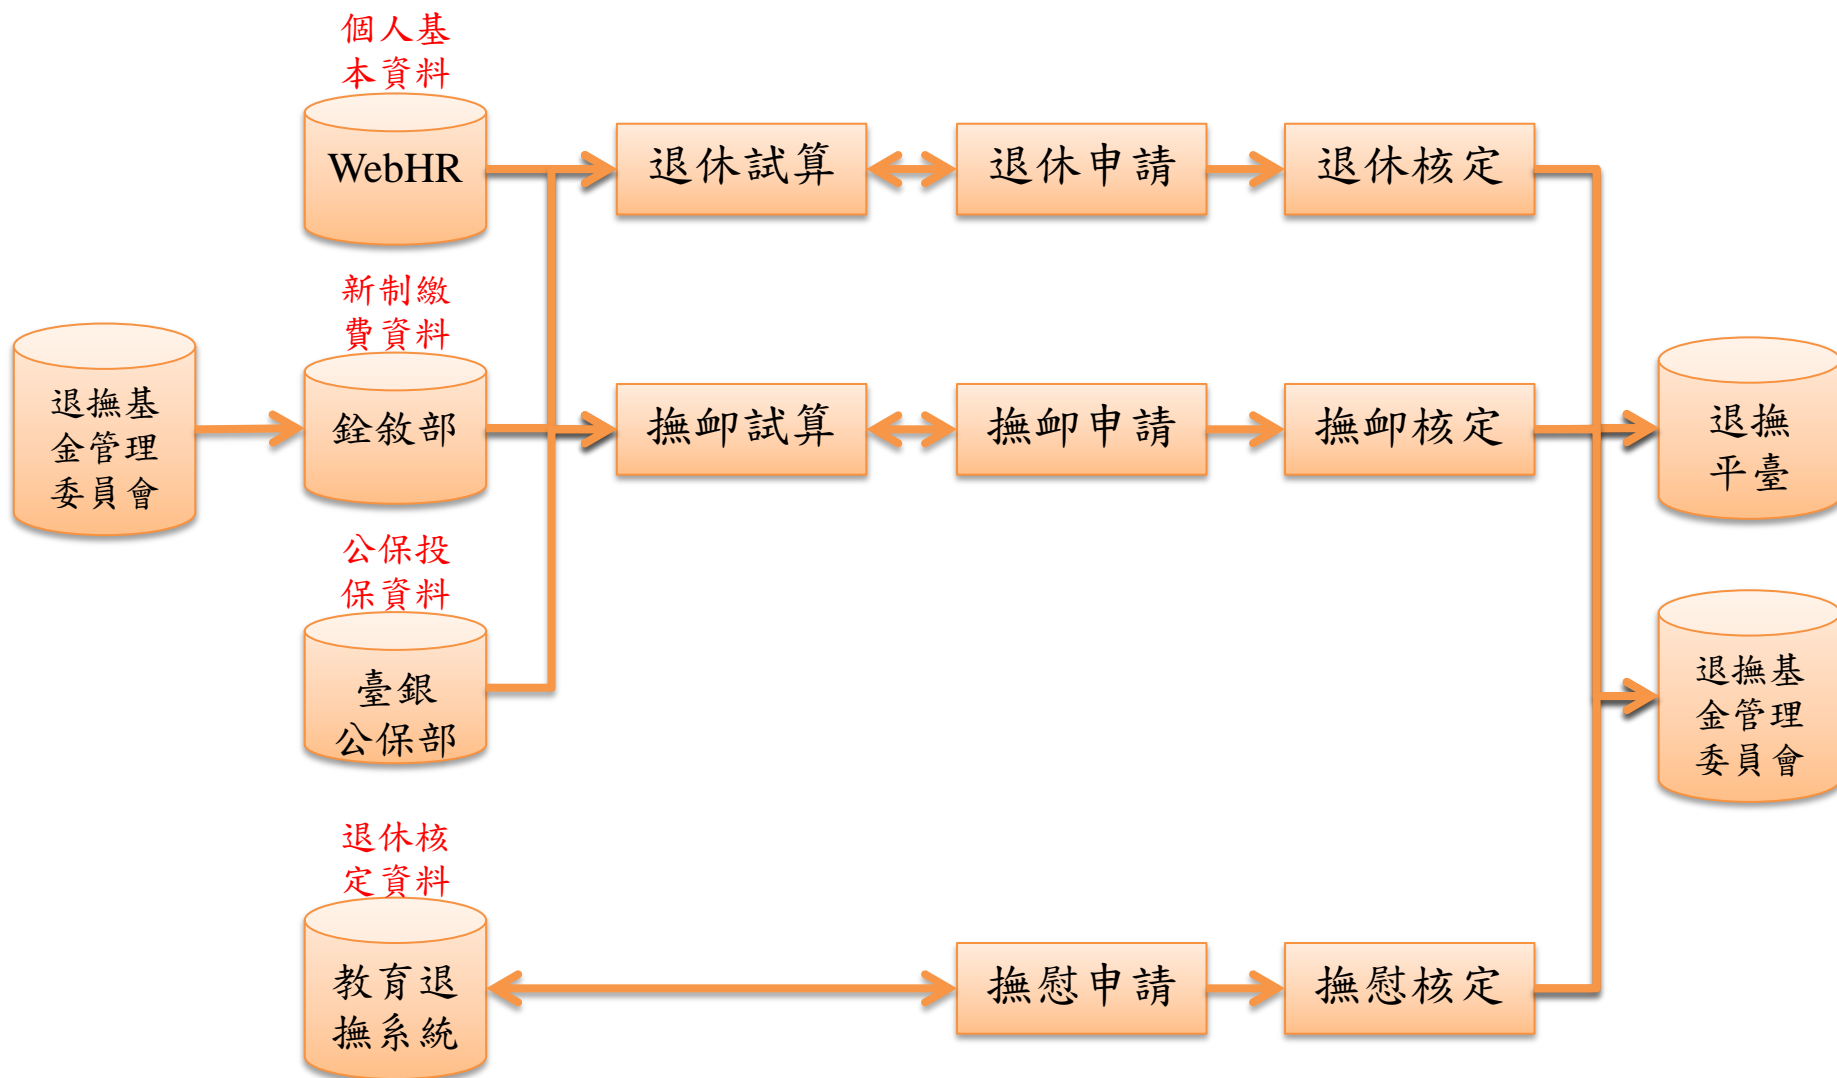 個人基
本資料
WebHR
退休試算
退休申請
退休核定
新制繳
費資料
退撫基
金管理
委員會
銓敘部
撫卹試算
撫卹申請
撫卹核定
退撫
平臺
公保投
保資料
臺銀
公保部
退撫基
金管理
委員會
退休核
定資料
教育退
撫系統
撫慰申請
撫慰核定